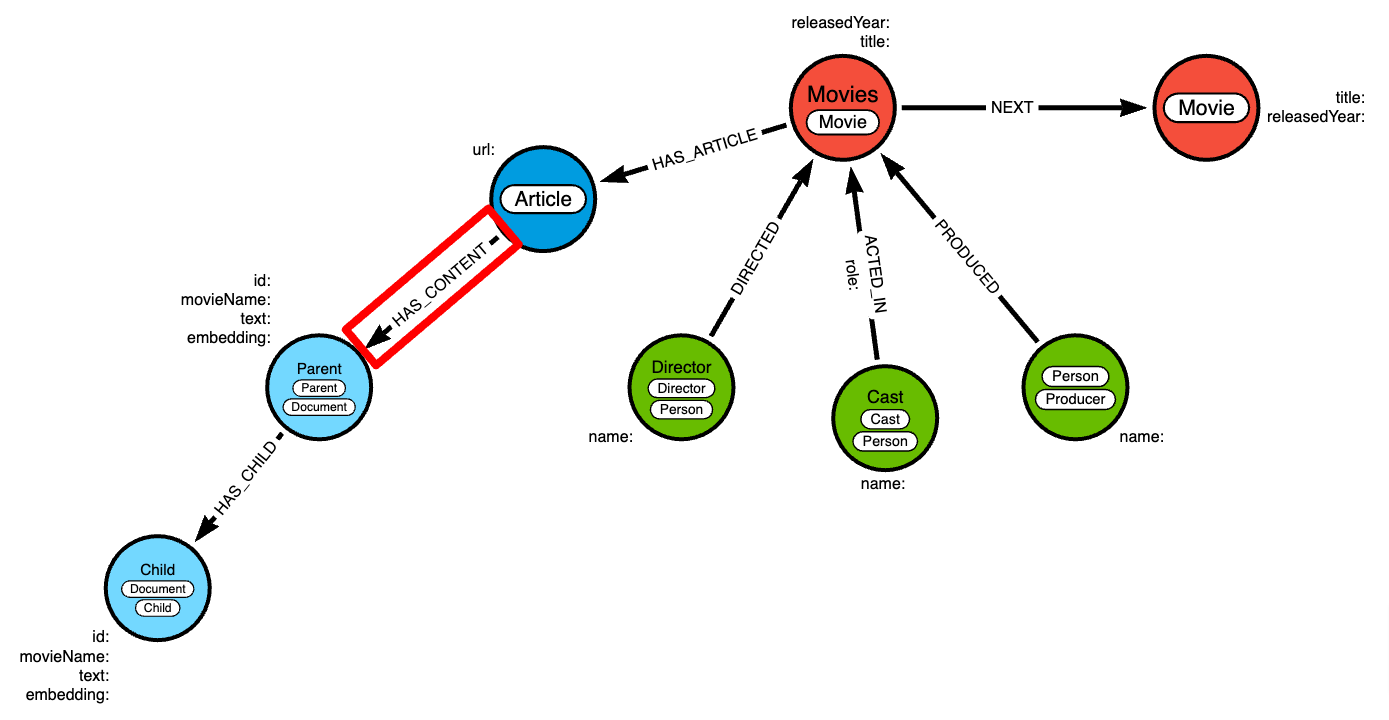 releasedYear:
title:
Movies
Movie
NEXT
Movie
title:
releasedYear:
HAS_ARTICLE
url:
Article
HAS_CONTENT
DIRECTED
ACTED_IN
role:
PRODUCED
id:
movieName:
text:
embedding:
Parent
Parent
Document
Director
Director
Person
name:
Cast
Cast
Person
name:
Person
Producer
name:
HAS_CHILD
Child
Document
Child
id:
movieName:
text:
embedding: